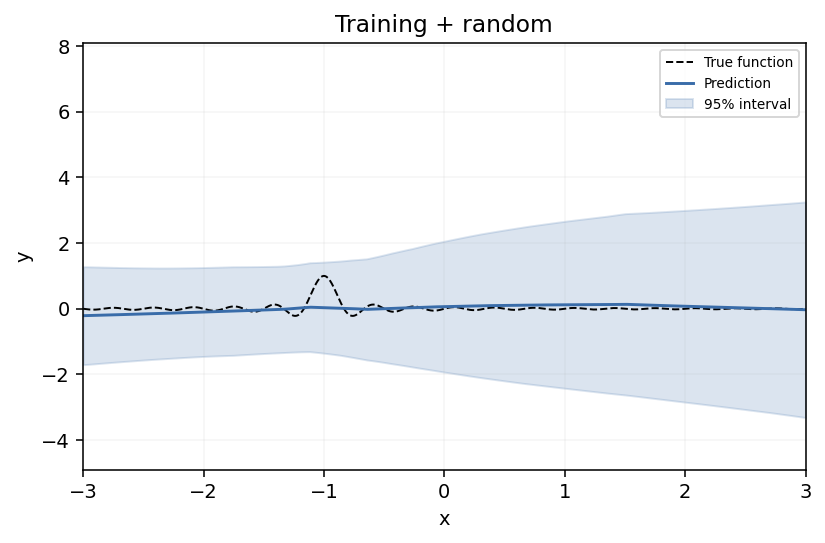 Training + random
8
6
4
2
0
−2
−4
y
−3
−2
−1
0
1
2
3
x
True function
Prediction
95% interval